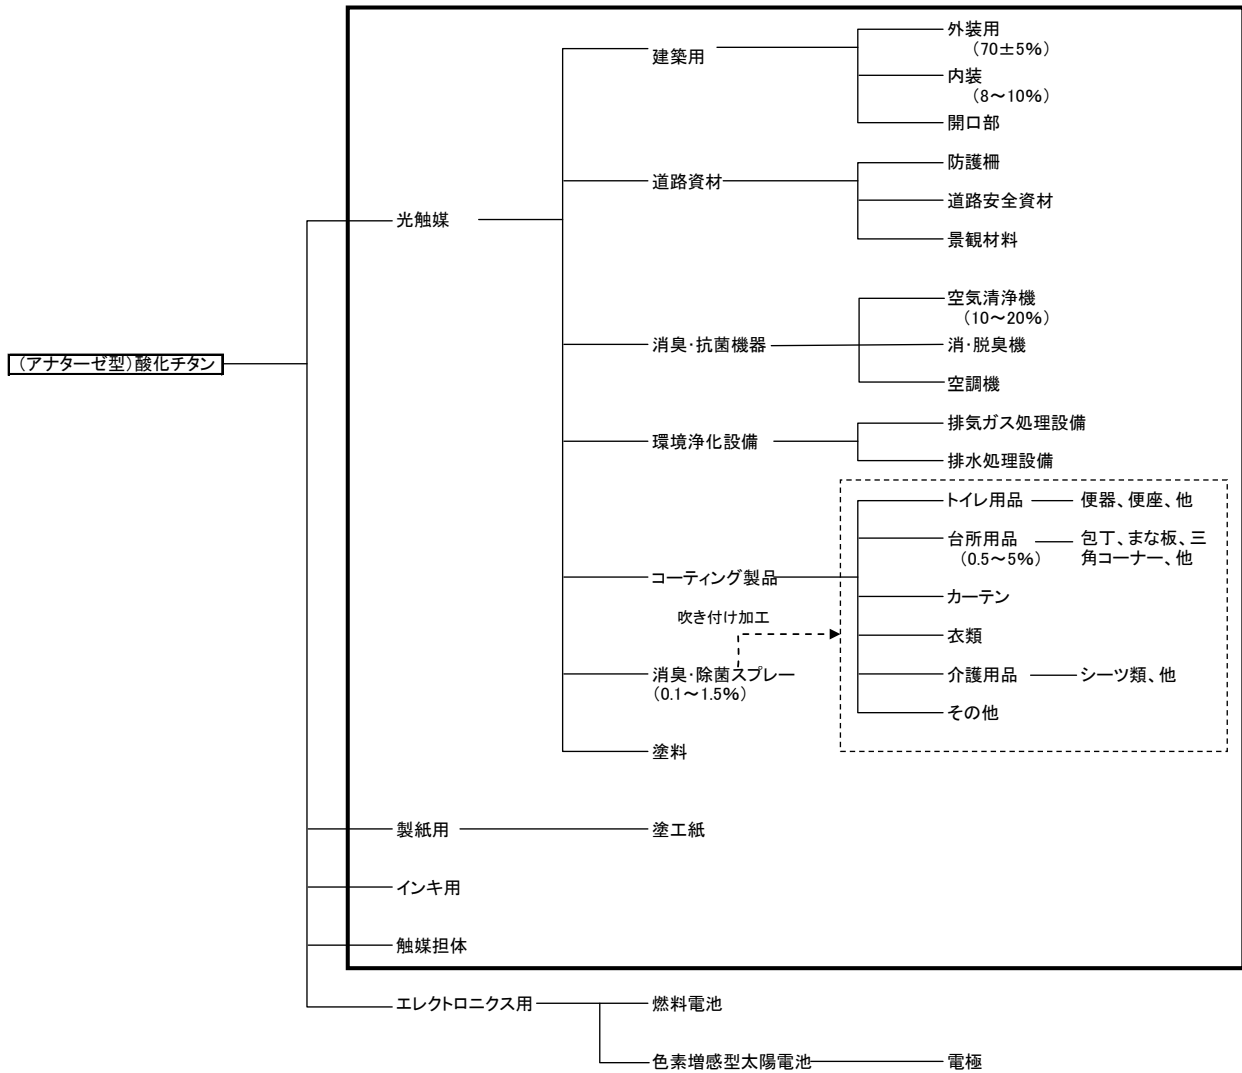 外装用
(70±5%)
建築用
内装
(8～10%)
開口部
防護柵
道路資材
道路安全資材
光触媒
景観材料
空気清浄機
(10～20%)
消臭・抗菌機器
消・脱臭機
(アナターゼ型)酸化チタン
空調機
排気ガス処理設備
環境浄化設備
排水処理設備
トイレ用品
便器、便座、他
台所用品
(0.5～5%)
包丁、まな板、三
角コーナー、他
コーティング製品
カーテン
吹き付け加工
衣類
消臭・除菌スプレー
(0.1～1.5%)
介護用品
シーツ類、他
その他
塗料
製紙用
塗工紙
インキ用
触媒担体
エレクトロニクス用
燃料電池
色素増感型太陽電池
電極